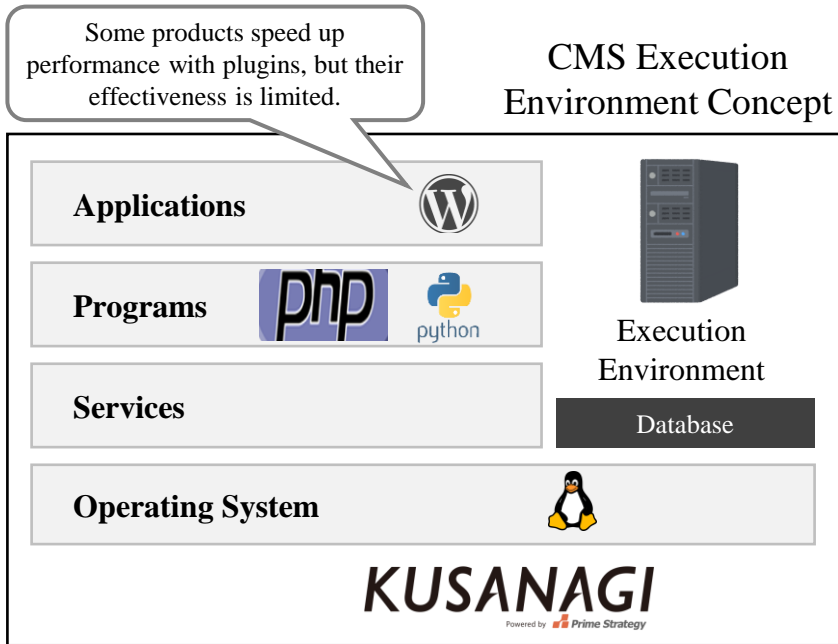 Some products speed up
performance with plugins, but their
effectiveness is limited.
CMS Execution
Environment Concept
Applications
Programs
php
python
Execution
Environment
Services
Database
Operating System
KUSANAGI
Powered by Prime Strategy